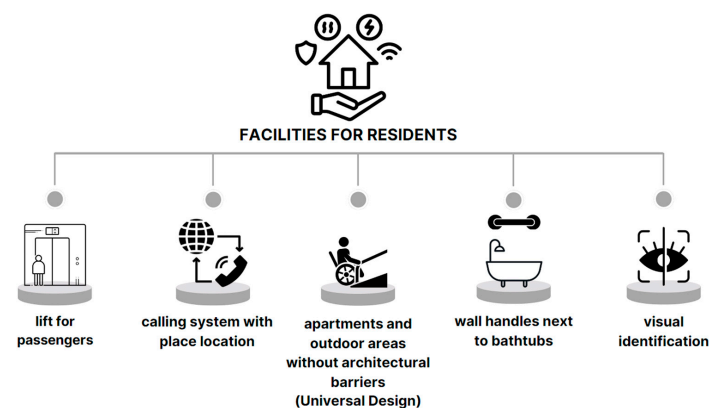 FACILITIES FOR RESIDENTS
lift for
passengers
calling system with
place location
apartments and
outdoor areas
without architectural
barriers
(Universal Design)
wall handles next
to bathtubs
visual
identification